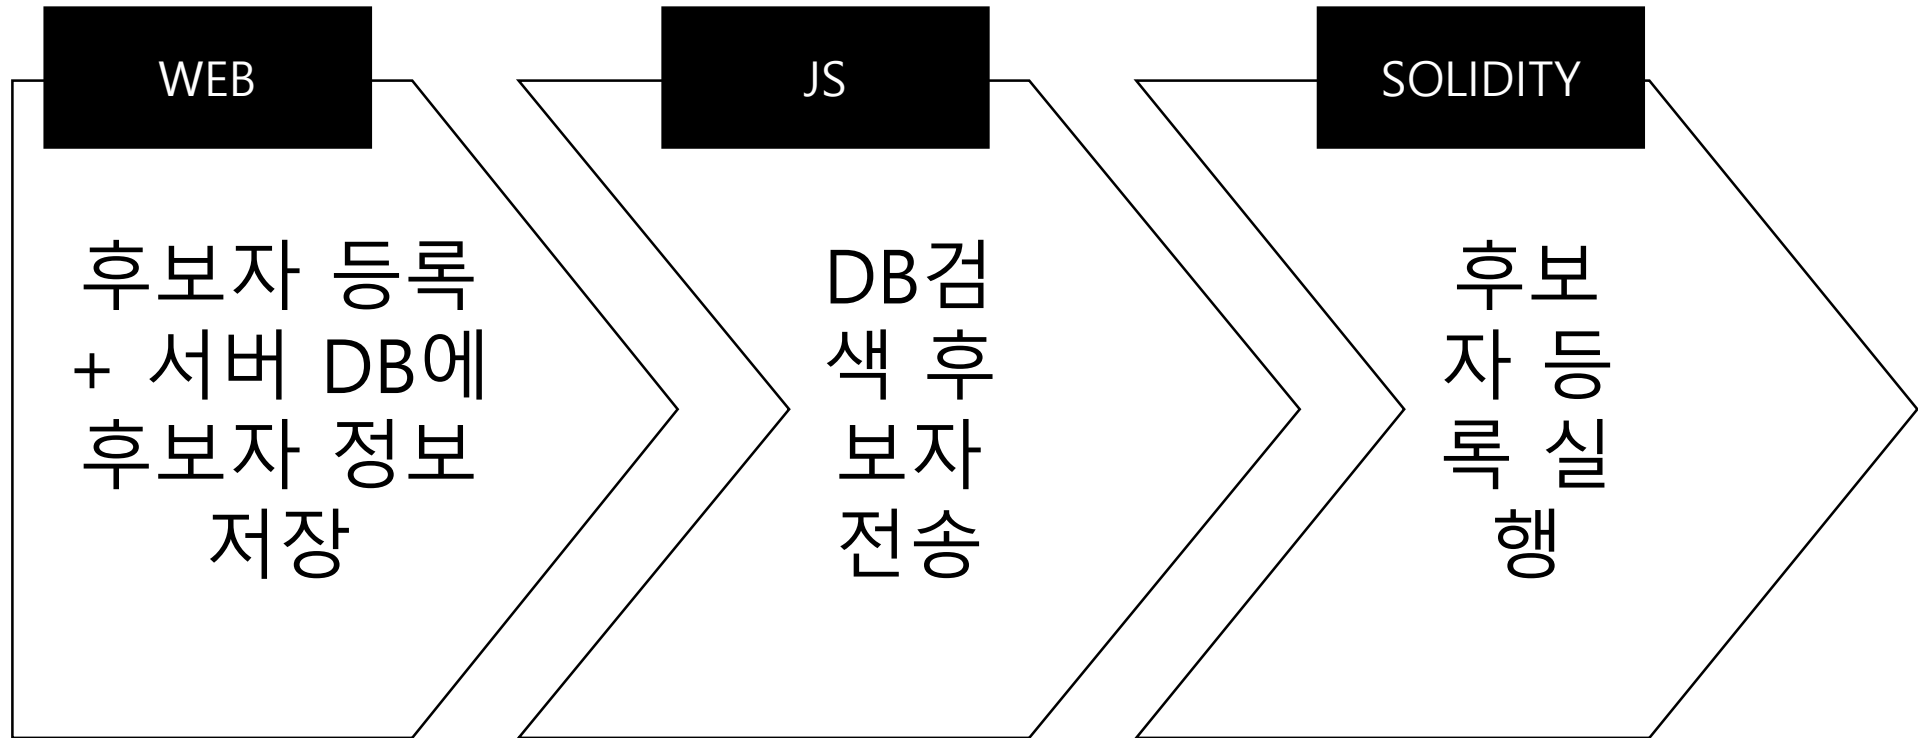 WEB
후보자 등록
+ 서버 DB에
후보자 정보
저장
JS
DB검
색 후
보자
전송
SOLIDITY
후보
자 등
록 실
행